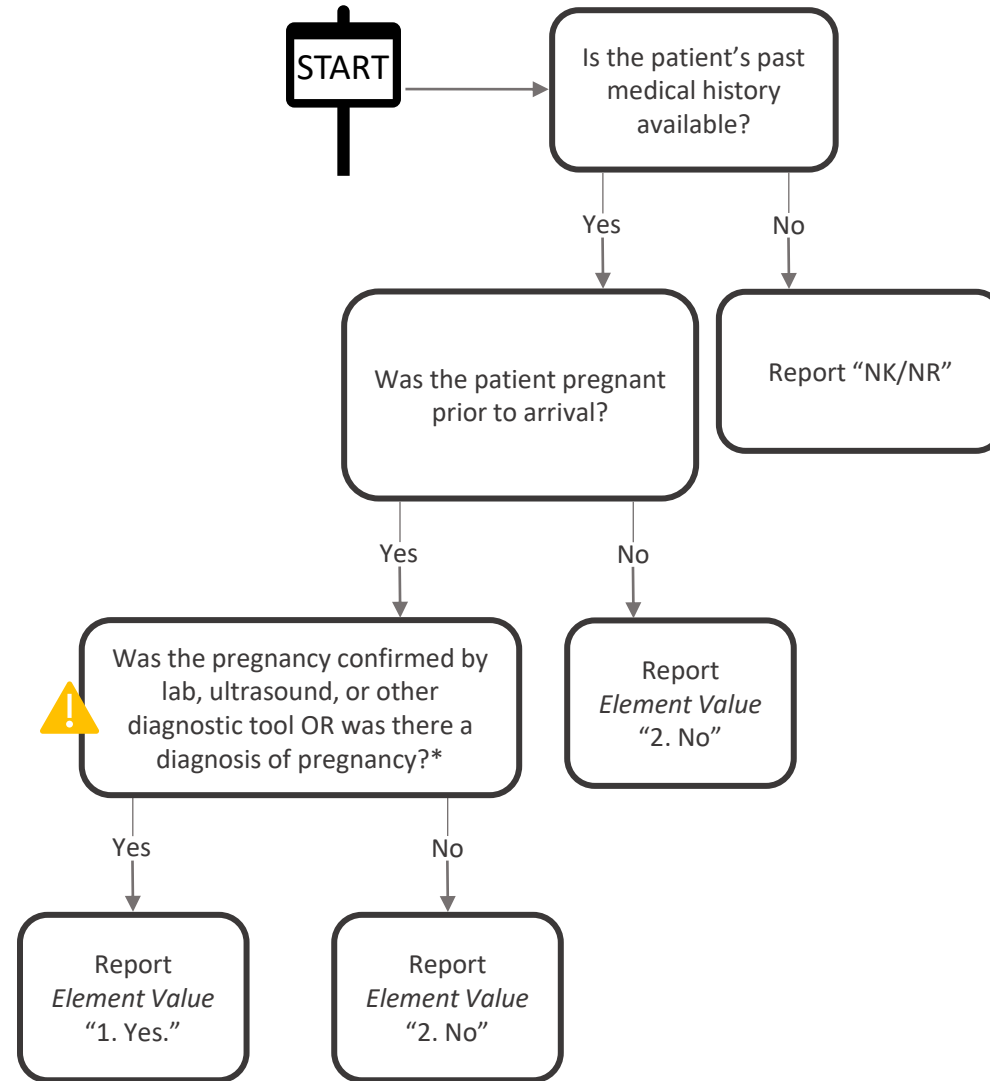 START
Is the patient’s past
medical history
available?
Yes
No
Was the patient pregnant
prior to arrival?
Report “NK/NR”
Yes
No
Was the pregnancy confirmed by
lab, ultrasound, or other
diagnostic tool OR was there a
diagnosis of pregnancy?*
!
Report
Element Value
“2. No”
Yes
No
Report
Element Value
“1. Yes.”
Report
Element Value
“2. No”